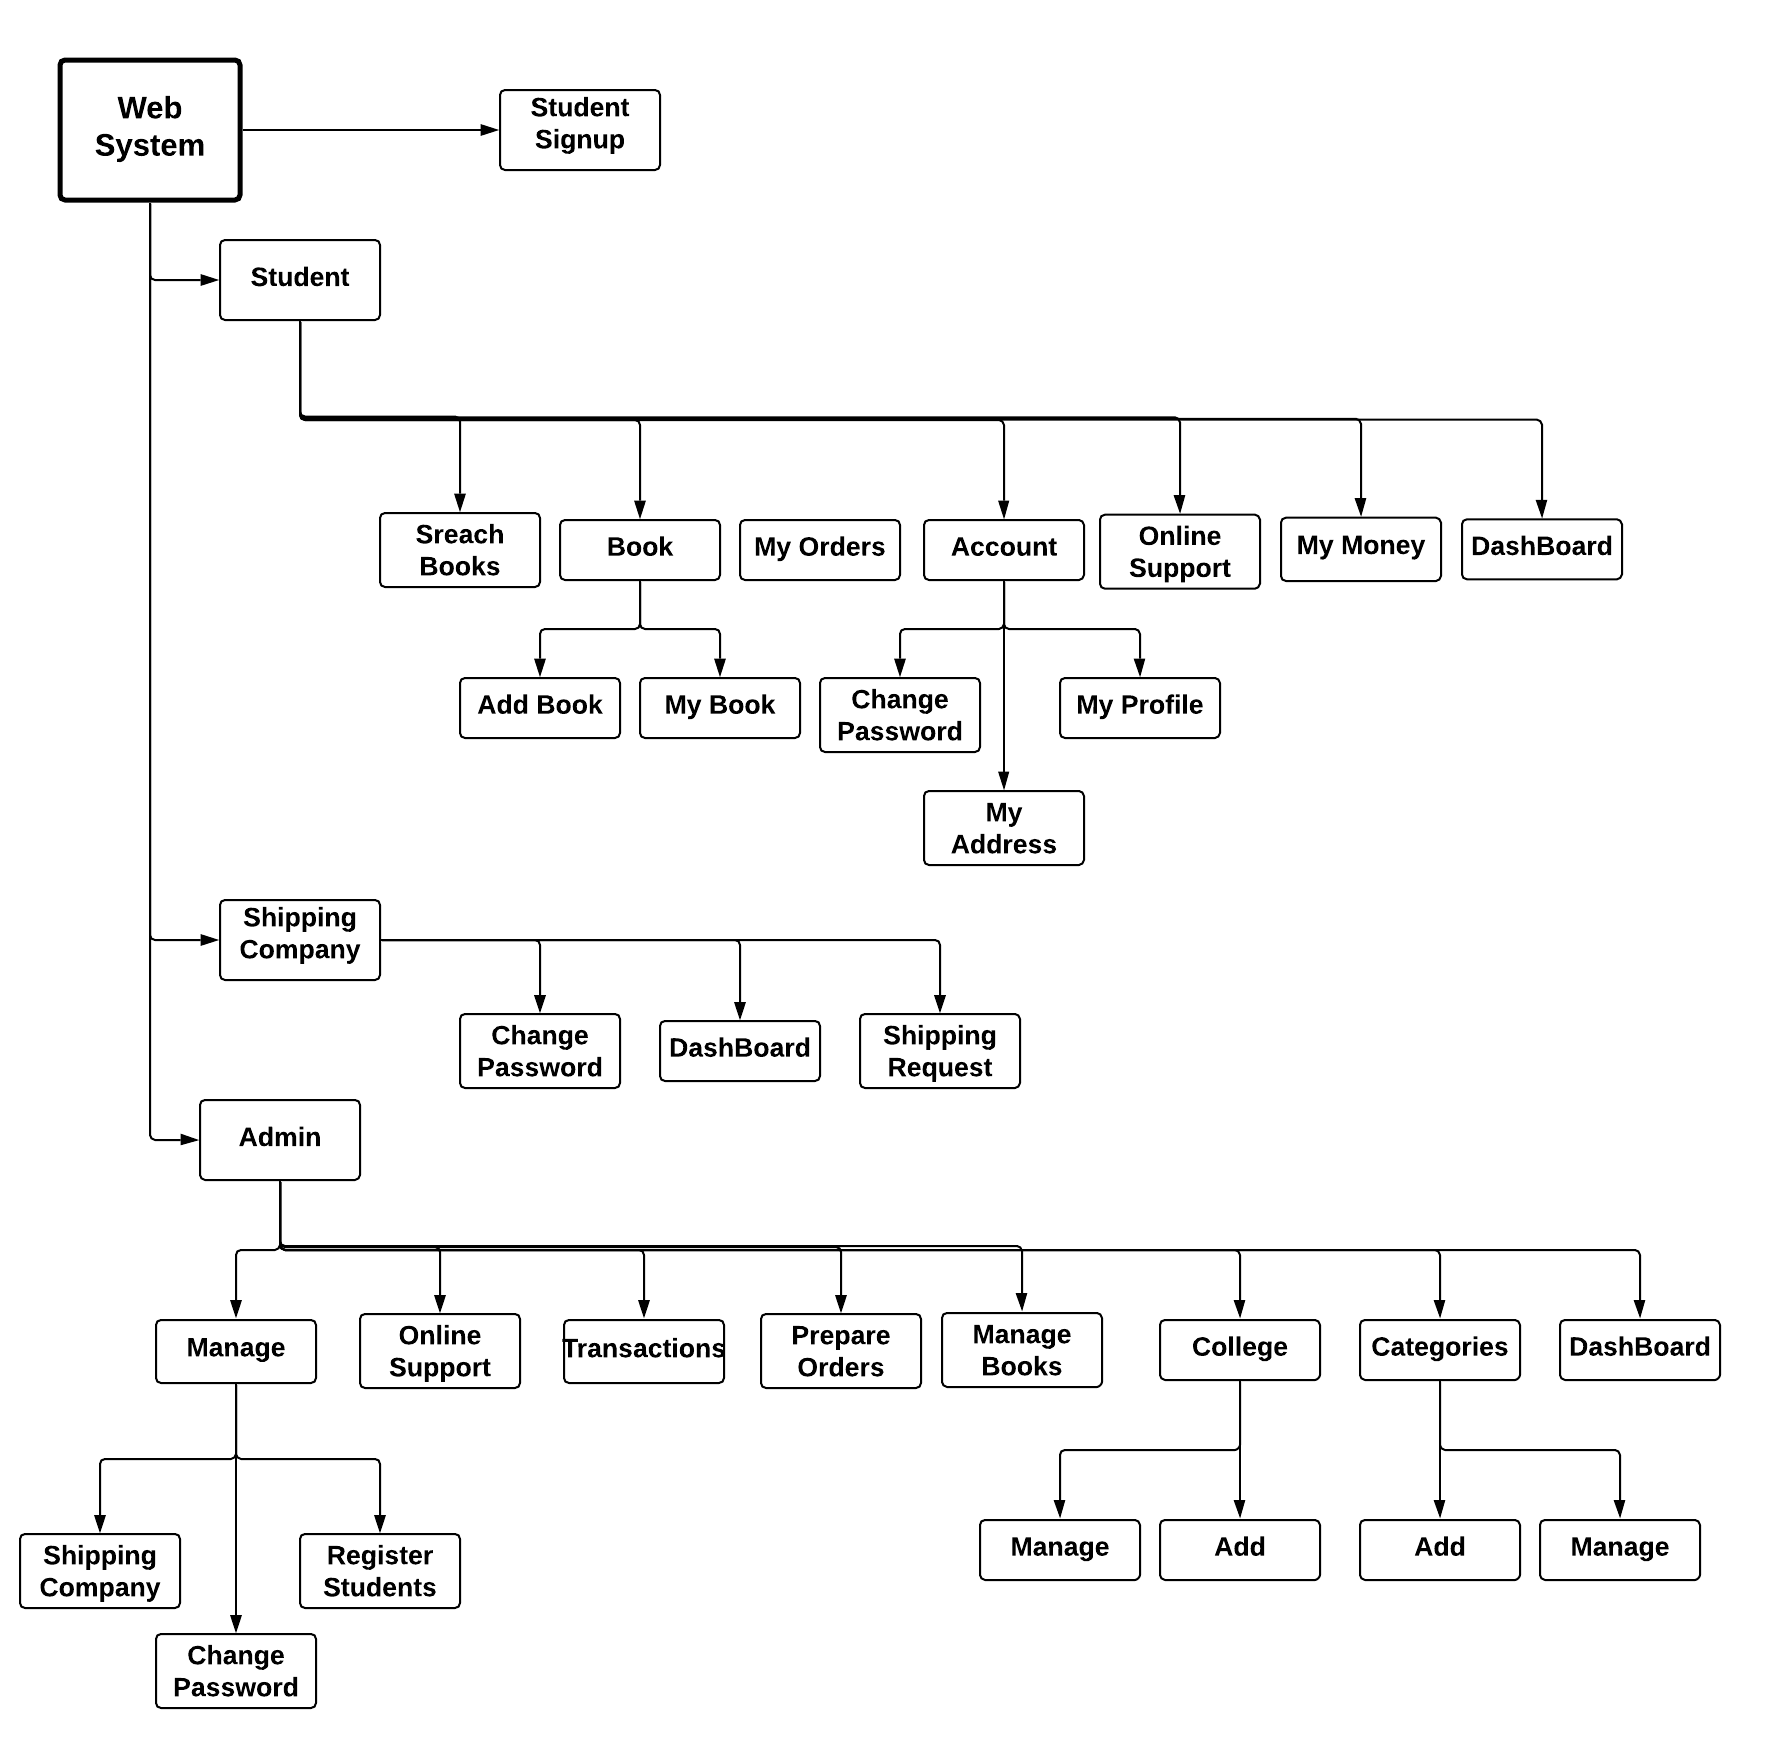 Web
System
Student
Signup
Student
Sreach
Books
Book
My Orders
Account
Online
Support
My Money
DashBoard
Add Book
My Book
Change
Password
My Profile
My
Address
Shipping
Company
Change
Password
DashBoard
Shipping
Request
Admin
Manage
Online
Support
Transactions
Prepare
Orders
Manage
Books
College
Categories
DashBoard
Shipping
Company
Register
Students
Manage
Add
Add
Manage
Change
Password